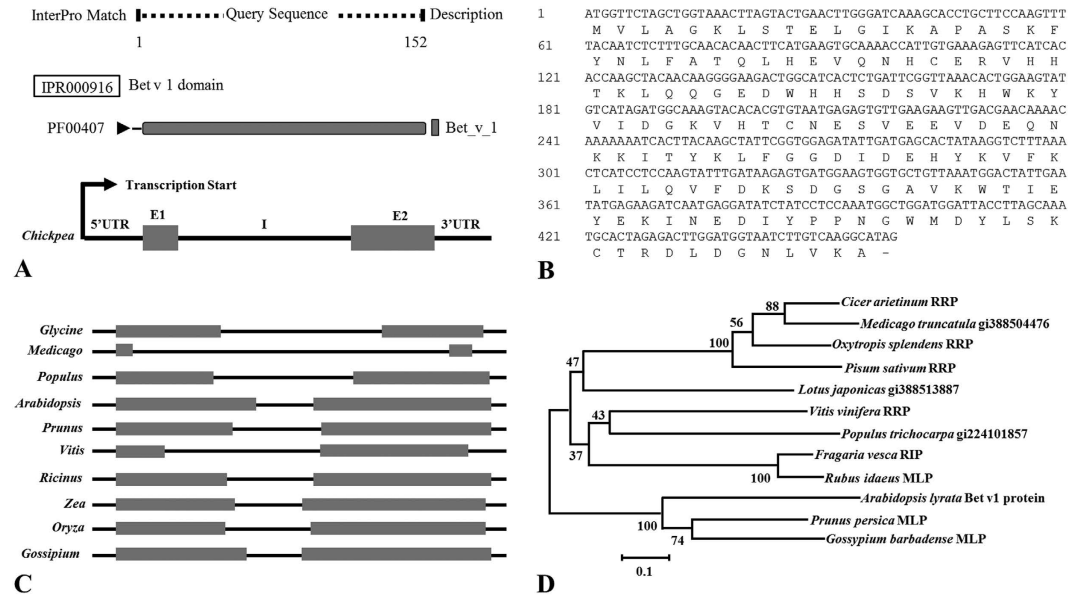 InterPro Match Query Sequence Description
1 152
IPR000916 Bet v 1 domain
PF00407 Bet_v_1
Transcription Start
5’UTR E1 I E2 3’UTR
Chickpea
A
1 ATGGTTCTAGCTGGTAAACTTAGTACTGAACTTGGGATCAAAGCACCTGCTTCCAAGTTT
M V L A G K L S T E L G I K A P A S K F
61 TACAATCTCTTTGCAACACAACTTCATGAAGTGCAAAACCATTGTGAAAGAGTTCATCAC
Y N L F A T Q L H E V Q N H C E R V H H
121 ACCAAGCTACAACAAGGGGAAGACTGGCATCACTCTGATTCGGTTAAACACTGGAAGTAT
T K L Q Q G E D W H H S D S V K H W K Y
181 GTCATAGATGGCAAAGTACACACGTGTAATGAGAGTGTTGAAGAAGTTGACGAACAAAAC
V I D G K V H T C N E S V E E V D E Q N
241 AAAAAAATCACTTACAAGCTATTCGGTGGAGATATTGATGAGCACTATAAGGTCTTTAAA
K K I T Y K L F G G D I D E H Y K V F K
301 CTCATCCTCCAAGTATTTGATAAGAGTGATGGAAGTGGTGCTGTTAAATGGACTATTGAA
L I L Q V F D K S D G S G A V K W T I E
361 TATGAGAAGATCAATGAGGATATCTATCCTCCAAATGGCTGGATGGATTACCTTAGCAAA
Y E K I N E D I Y P P N G W M D Y L S K
421 TGCACTAGAGACTTGGATGGTAATCTTGTCAAGGCATAG
C T R D L D G N L V K A -
B
Glycine
Medicago
Populus
Arabidopsis
Prunus
Vitis
Ricinus
Zea
Oryza
Gossipium
C
Cicer arietinum RRP
88
Medicago truncatula gi388504476
56
Oxytropis splendens RRP
100
Pisum sativum RRP
47
Lotus japonicas gi388513887
Vitis vinifera RRP
43
Populus trichocarpa gi224101857
37
Fragaria vesca RIP
100
Rubus idaeus MLP
Arabidopsis lyrata Bet v1 protein
100
Prunus persica MLP
74
Gossypium barbadense MLP
0.1
D